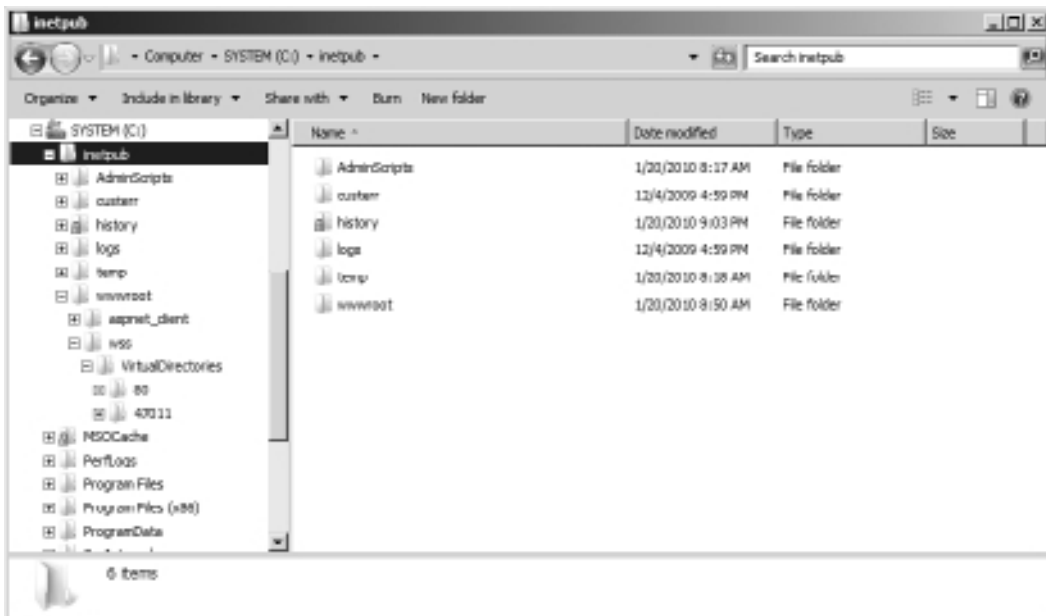 inetpub
Computer SYSTEM (C:) inetpub
Search inetpub
Organize Include in library Share with Burn New folder
SYSTEM (C:)
inetpub
AdminScripts
custerr
history
logs
temp
wwwroot
aspnet_client
wss
VirtualDirectories
80
47011
MSOCache
PerfLogs
Program Files
Program Files (x86)
ProgramData
Name Date modified Type Size
AdminScripts 1/20/2010 8:17 AM File folder
custerr 12/4/2009 4:59 PM File folder
history 1/20/2010 9:03 PM File folder
logs 12/4/2009 4:59 PM File folder
temp 1/20/2010 8:18 AM File folder
wwwroot 1/20/2010 8:50 AM File folder
6 items